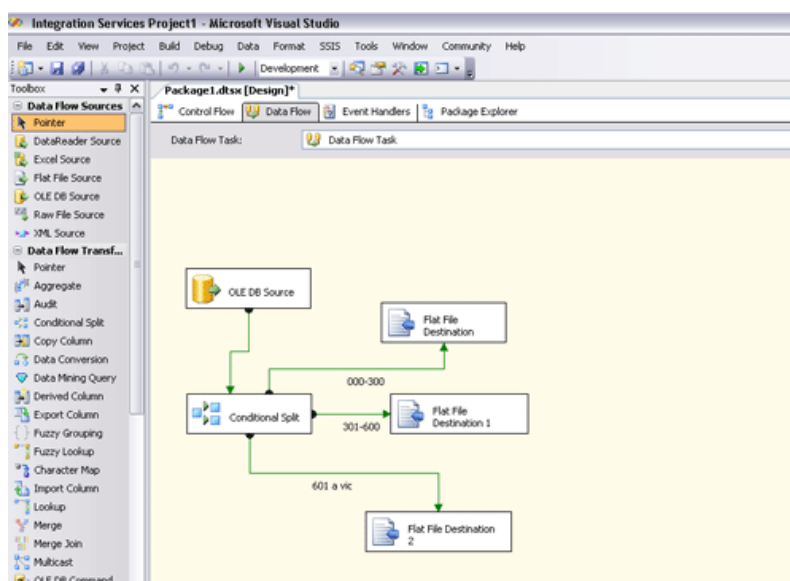 Integration Services Project1 - Microsoft Visual Studio
File Edit View Project Build Debug Data Format SSIS Tools Window Community Help
Development
Toolbox
Package1.dtsx [Design]*
Data Flow Sources
Control Flow Data Flow Event Handlers Package Explorer
Pointer
DataReader Source
Data Flow Task: Data Flow Task
Excel Source
Flat File Source
OLE DB Source
Raw File Source
XML Source
Data Flow Transf...
Pointer
Aggregate
Audit
Conditional Split
Copy Column
Data Conversion
Data Mining Query
Derived Column
Export Column
Fuzzy Grouping
Fuzzy Lookup
Character Map
Import Column
Lookup
Merge
Merge Join
Multicast
OLE DB Command
OLE DB Source
Flat File
Destination
000-300
Conditional Split
Flat File
Destination 1
301-600
601 a vic
Flat File Destination
2